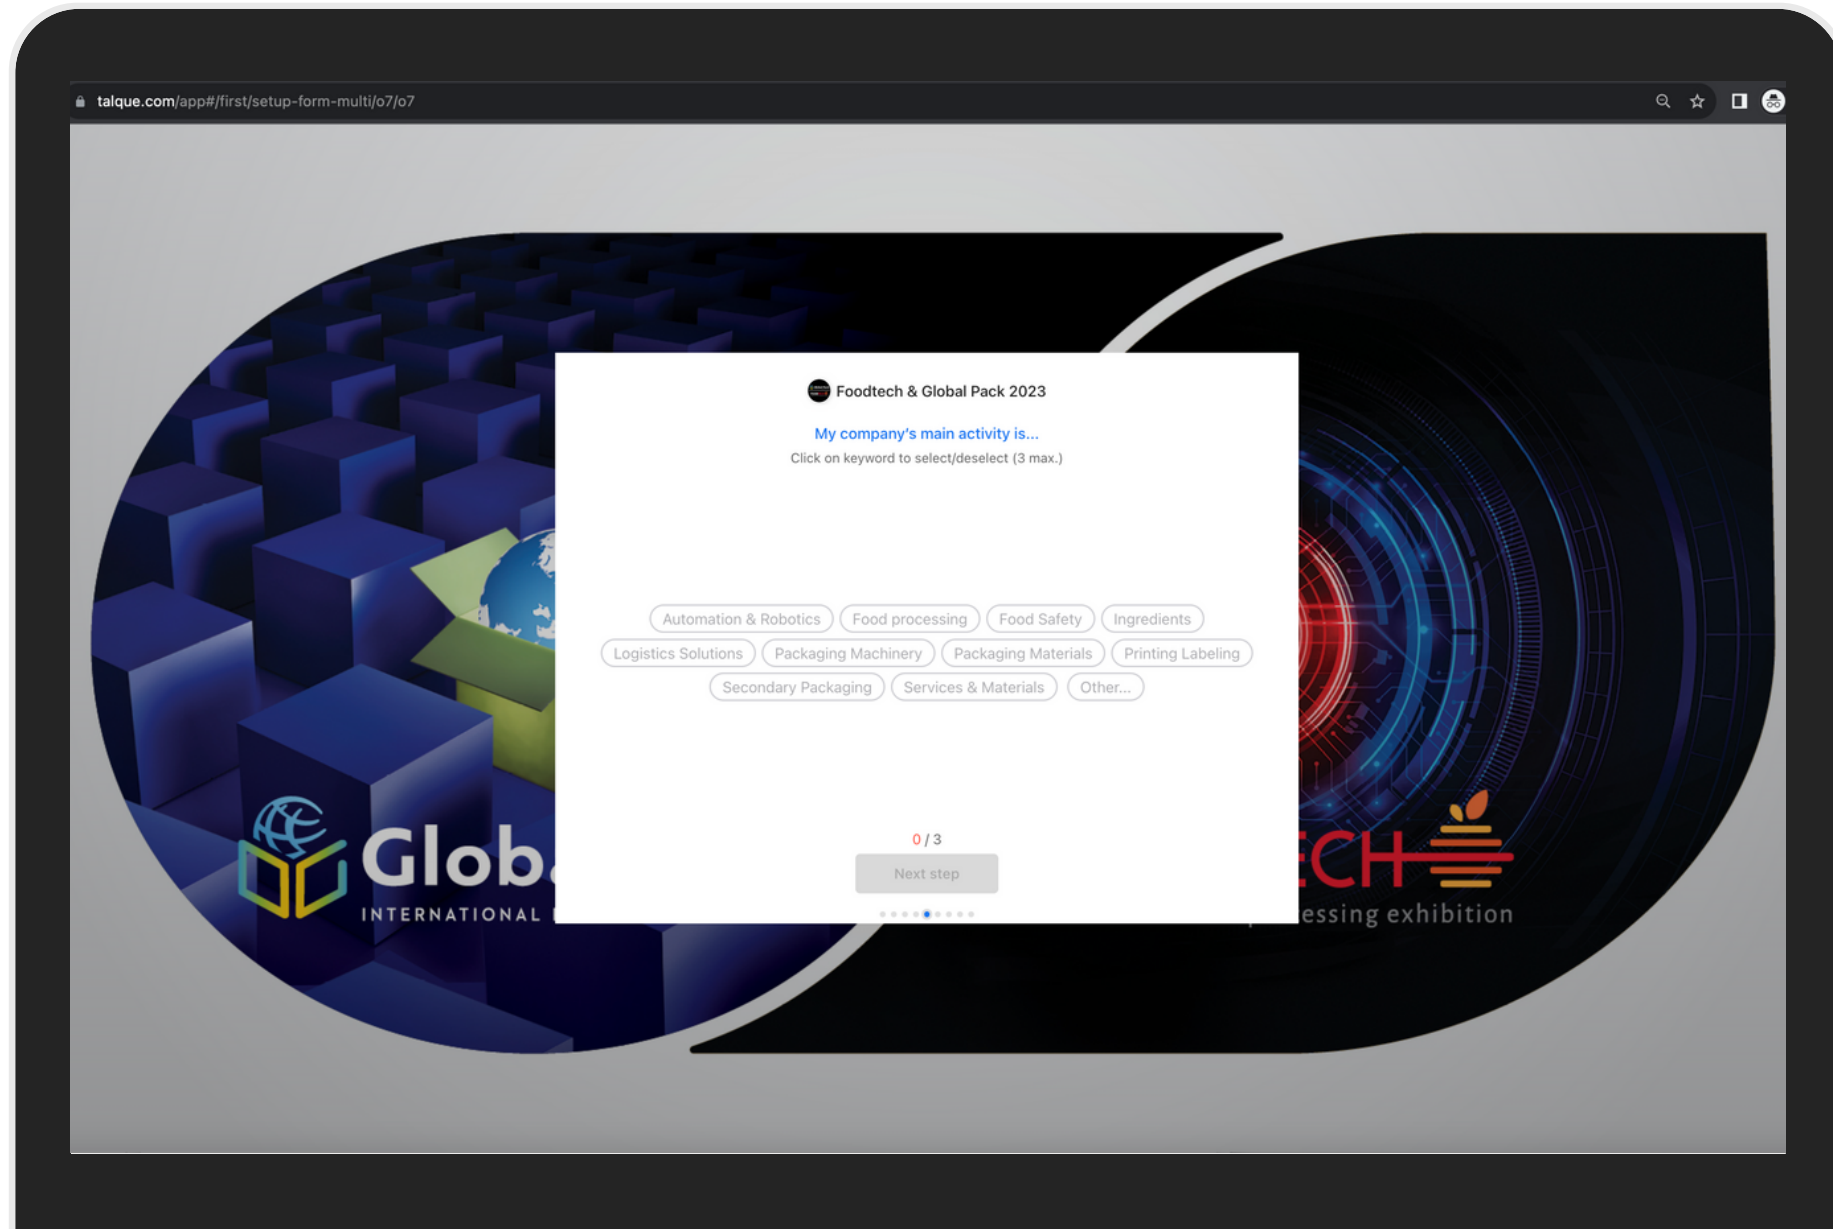 talque.com/app#/first/setup-form-multi/o7/o7
Foodtech & Global Pack 2023
My company's main activity is...
Click on keyword to select/deselect (3 max.)
Automation & Robotics Food processing Food Safety Ingredients
Logistics Solutions Packaging Machinery Packaging Materials Printing Labeling
Secondary Packaging Services & Materials Other...
0 / 3
Next step
Glob
ECH
INTERNATIONAL
essing exhibition